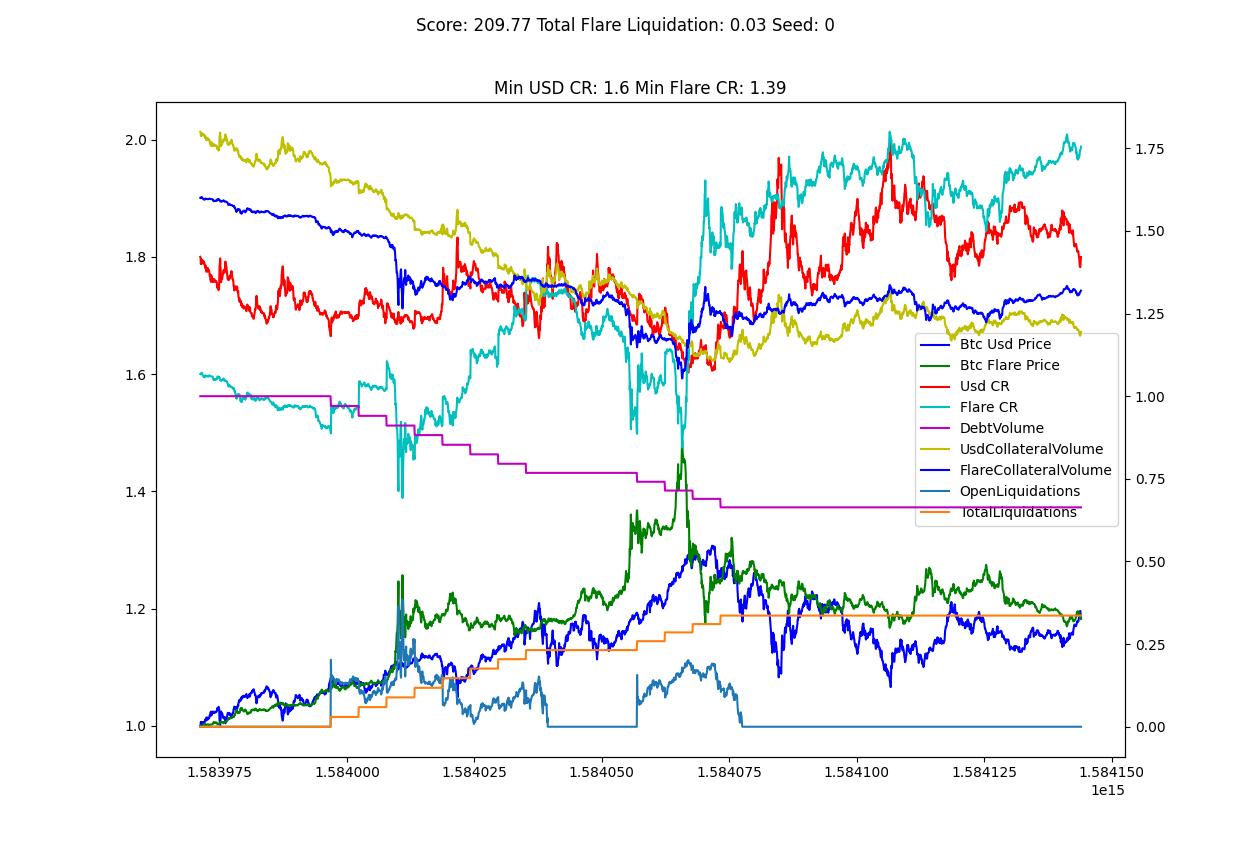 Score: 209.77 Total Flare Liquidation: 0.03 Seed: 0
Min USD CR: 1.6 Min Flare CR: 1.39
2.0
1.8
1.6
1.4
1.2
1.0
1.75
1.50
1.25
1.00
0.75
0.50
0.25
0.00
Btc Usd Price
Btc Flare Price
Usd CR
Flare CR
DebtVolume
UsdCollateralVolume
FlareCollateralVolume
OpenLiquidations
TotalLiquidations
1.583975 1.584000 1.584025 1.584050 1.584075 1.584100 1.584125 1.584150
1e15